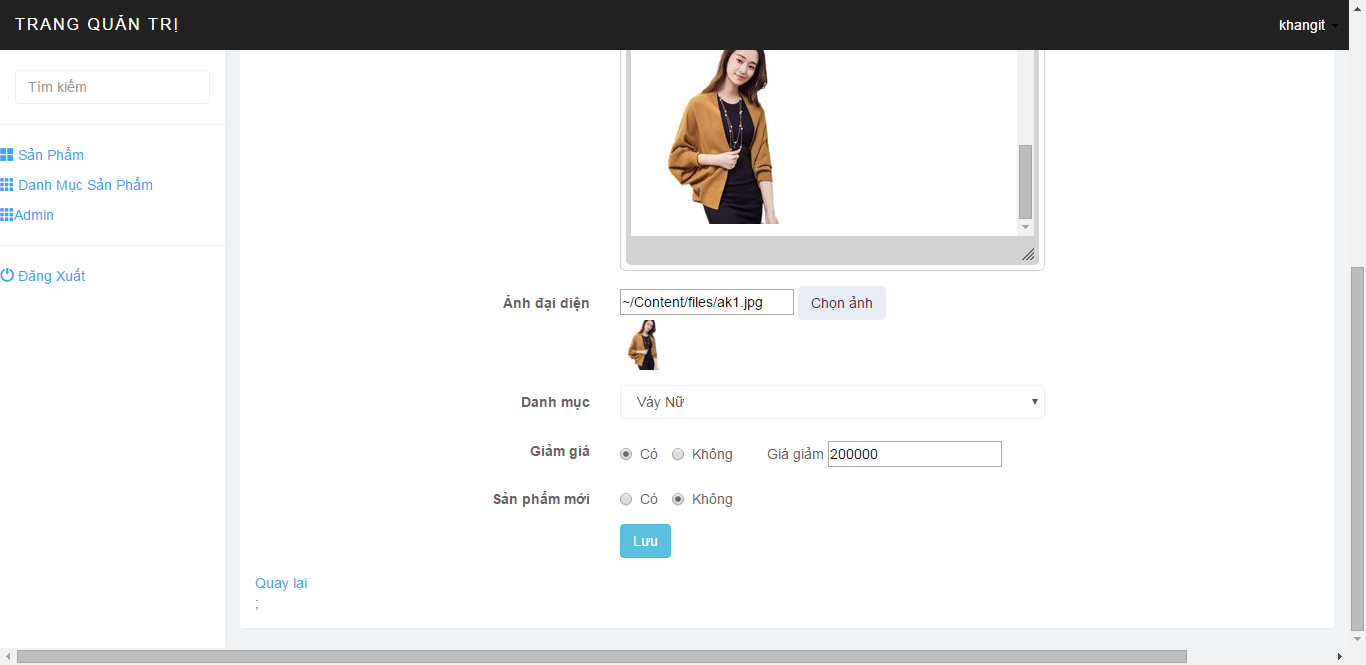 TRANG QUẢN TRỊ
khangit
Tìm kiếm
Sản Phẩm
Danh Mục Sản Phẩm
Admin
Đăng Xuất
Ảnh đại diện ~/Content/files/ak1.jpg Chọn ảnh
Danh mục Váy Nữ
Giảm giá Có Không Giá giảm 200000
Sản phẩm mới Có Không
Lưu
Quay lại
;